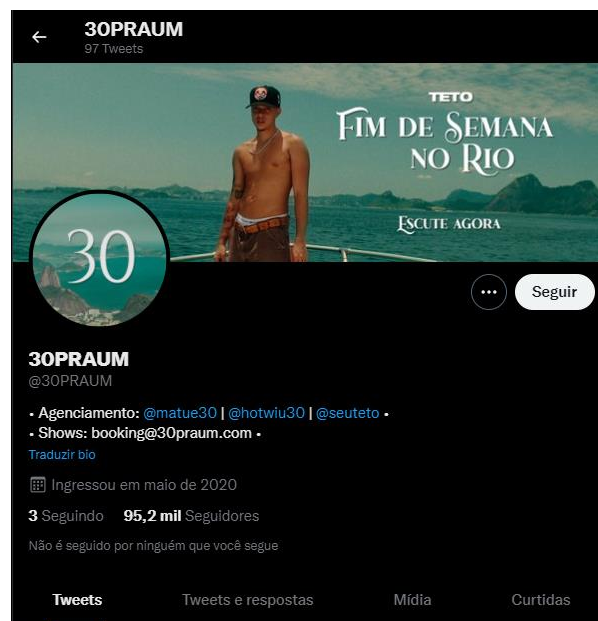 30PRAUM
97 Tweets
TETO
FIM DE SEMANA
NO RIO
ESCUTE AGORA
30
Seguir
30PRAUM
@30PRAUM
• Agenciamento: @matue30 | @hotwiu30 | @seuteto •
• Shows: booking@30praum.com •
Traduzir bio
Ingressou em maio de 2020
3 Seguindo 95,2 mil Seguidores
Não é seguido por ninguém que você segue
Tweets Tweets e respostas Mídia Curtidas